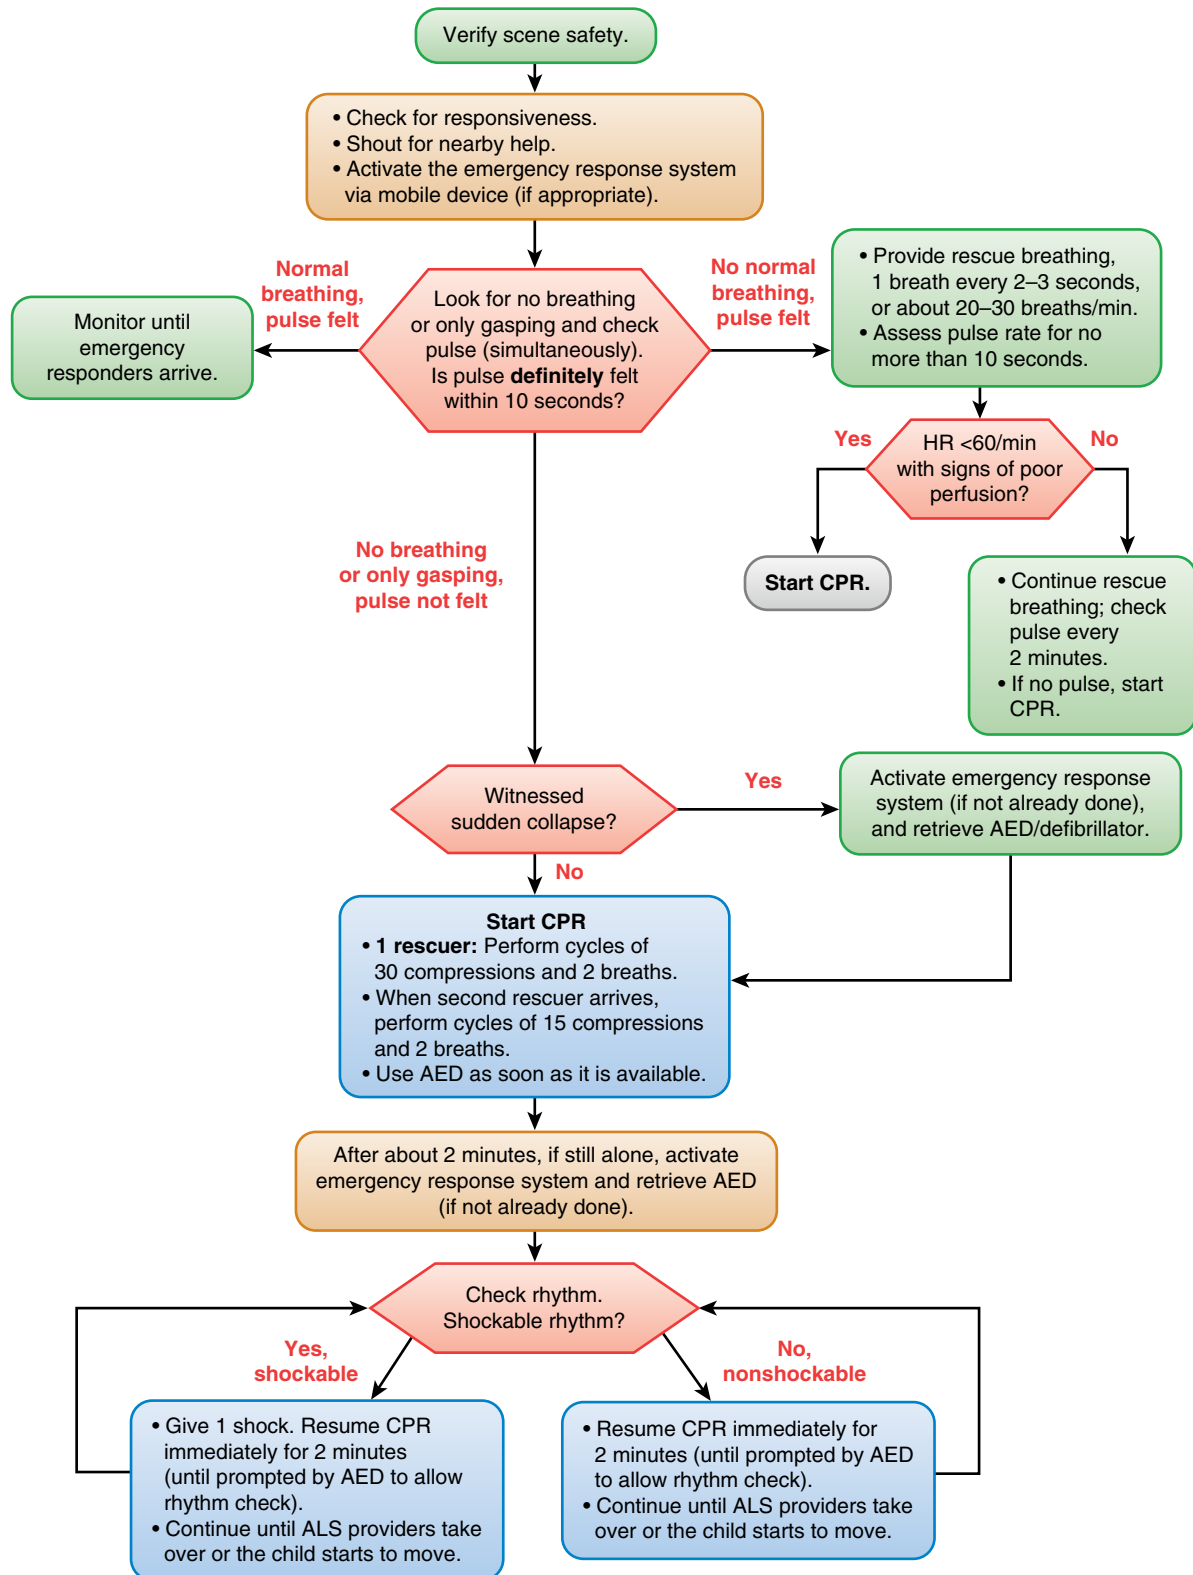 Verify scene safety.
• Check for responsiveness.
• Shout for nearby help.
• Activate the emergency response system
via mobile device (if appropriate).
Normal
breathing,
pulse felt
No normal
breathing,
pulse felt
Monitor until
emergency
responders arrive.
Look for no breathing
or only gasping and check
pulse (simultaneously).
Is pulse definitely felt
within 10 seconds?
• Provide rescue breathing,
1 breath every 2–3 seconds,
or about 20–30 breaths/min.
• Assess pulse rate for no
more than 10 seconds.
Yes
HR <60/min
with signs of poor
perfusion?
No
Start CPR.
• Continue rescue
breathing; check
pulse every
2 minutes.
• If no pulse, start
CPR.
No breathing
or only gasping,
pulse not felt
Witnessed
sudden collapse?
Yes
Activate emergency response
system (if not already done),
and retrieve AED/defibrillator.
No
Start CPR
• 1 rescuer: Perform cycles of
30 compressions and 2 breaths.
• When second rescuer arrives,
perform cycles of 15 compressions
and 2 breaths.
• Use AED as soon as it is available.
After about 2 minutes, if still alone, activate
emergency response system and retrieve AED
(if not already done).
Check rhythm.
Shockable rhythm?
Yes,
shockable
No,
nonshockable
• Give 1 shock. Resume CPR
immediately for 2 minutes
(until prompted by AED to allow
rhythm check).
• Continue until ALS providers take
over or the child starts to move.
• Resume CPR immediately for
2 minutes (until prompted by AED
to allow rhythm check).
• Continue until ALS providers take
over or the child starts to move.